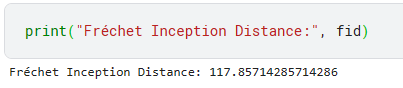 print("Fréchet Inception Distance:", fid)
Fréchet Inception Distance: 117.85714285714286